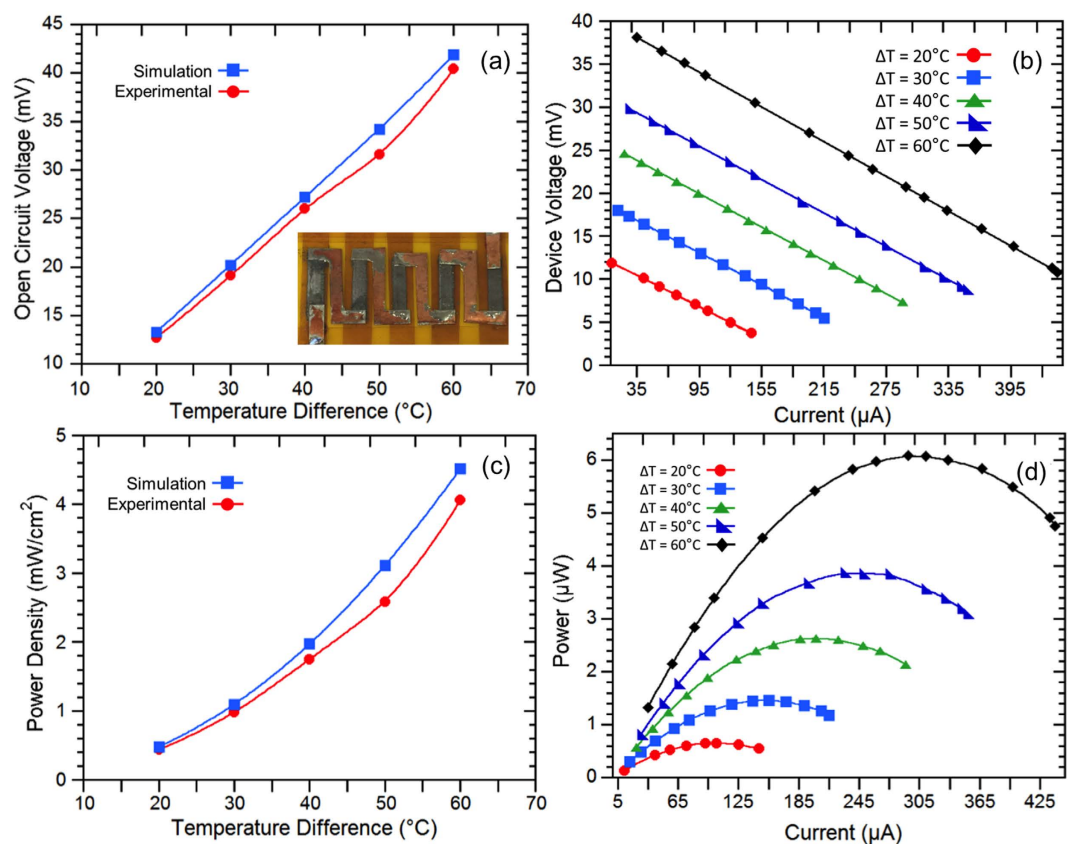 45
40
35
30
25
20
15
10
10 20 30 40 50 60 70
Open Circuit Voltage (mV)
Temperature Difference (°C)
Simulation
Experimental
(a)
40
35
30
25
20
15
10
5
0
35 95 155 215 275 335 395
Device Voltage (mV)
Current (μA)
ΔT = 20°C
ΔT = 30°C
ΔT = 40°C
ΔT = 50°C
ΔT = 60°C
(b)
5
4
3
2
1
0
10 20 30 40 50 60 70
Power Density (mW/cm²)
Temperature Difference (°C)
Simulation
Experimental
(c)
6
5
4
3
2
1
0
5 65 125 185 245 305 365 425
Power (μW)
Current (μA)
ΔT = 20°C
ΔT = 30°C
ΔT = 40°C
ΔT = 50°C
ΔT = 60°C
(d)